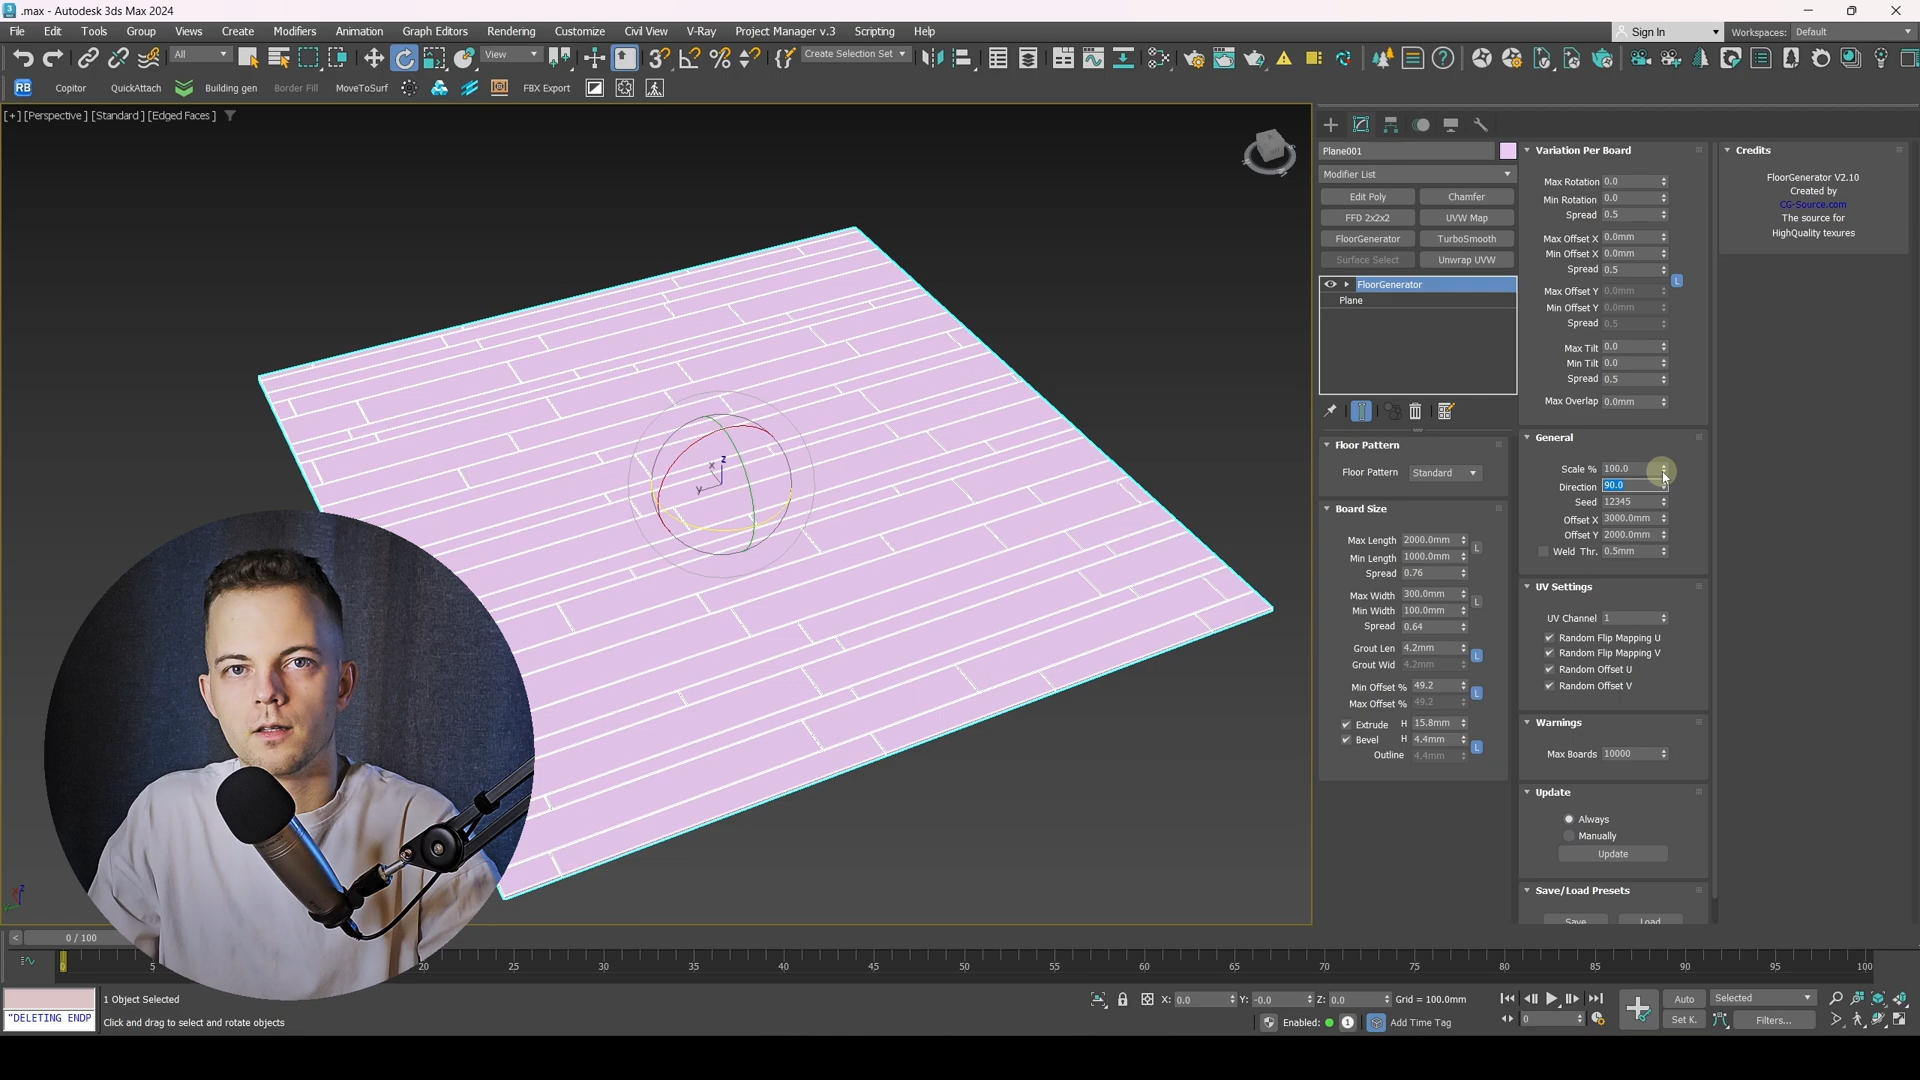 .max - Autodesk 3ds Max 2024
File Edit Tools Group Views Create Modifiers Animation Graph Editors Rendering Customize Civil View V-Ray Project Manager v.3 Scripting Help
Sign In Workspaces: Default
All View Create Selection Set
RB Copitor QuickAttach Building gen Border Fill MoveToSurf FBX Export
[+] [Perspective ] [Standard ] [Edged Faces ]
Plane001
Modifier List
Edit Poly Chamfer
FFD 2x2x2 UVW Map
FloorGenerator TurboSmooth
Surface Select Unwrap UVW
FloorGenerator
Plane
Floor Pattern
Floor Pattern Standard
Board Size
Max Length 2000.0mm
L
Min Length 1000.0mm
Spread 0.76
Max Width 300.0mm
L
Min Width 100.0mm
Spread 0.64
Grout Len 4.2mm
L
Grout Wid 4.2mm
Min Offset % 49.2
L
Max Offset % 49.2
Extrude H 15.8mm
Bevel H 4.4mm
L
Outline 4.4mm
Variation Per Board
Max Rotation 0.0
Min Rotation 0.0
Spread 0.5
Max Offset X 0.0mm
Min Offset X 0.0mm
Spread 0.5
L
Max Offset Y 0.0mm
Min Offset Y 0.0mm
Spread 0.5
Max Tilt 0.0
Min Tilt 0.0
Spread 0.5
Max Overlap 0.0mm
General
Scale % 100.0
Direction 90.0
Seed 12345
Offset X 3000.0mm
Offset Y 2000.0mm
Weld Thr. 0.5mm
UV Settings
UV Channel 1
Random Flip Mapping U
Random Flip Mapping V
Random Offset U
Random Offset V
Warnings
Max Boards 10000
Update
Always
Manually
Update
Save/Load Presets
Save Load
Credits
FloorGenerator V2.10
Created by
CG-Source.com
The source for
HighQuality texures
z
x
y
< 0 / 100
0 5 20 25 30 35 40 45 50 55 60 65 70 75 80 85 90 95 100
1 Object Selected
"DELETING ENDP
Click and drag to select and rotate objects
X: 0.0 Y: -0.0 Z: 0.0 Grid = 100.0mm
Enabled: 1 Add Time Tag
0
Auto Selected
Set K. Filters...